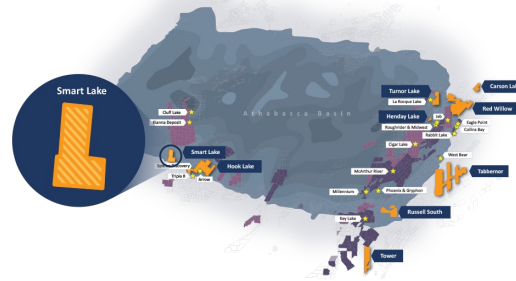 Smart Lake
Carson Lak
Turnor Lake
La Rocque Lake
Red Willow
Cluff Lake
Athabasca Basin
Henday Lake
JEB
Eagle Point
Kianna Deposit
Roughrider & Midwest
Collins Bay
Rabbit Lake
Cigar Lake
Smart Lake
West Bear
Hook Lake
McArthur River
Tabbernor
Triple R
Arrow
Millennium
Phoenix & Gryphon
Russell South
Key Lake
Tower